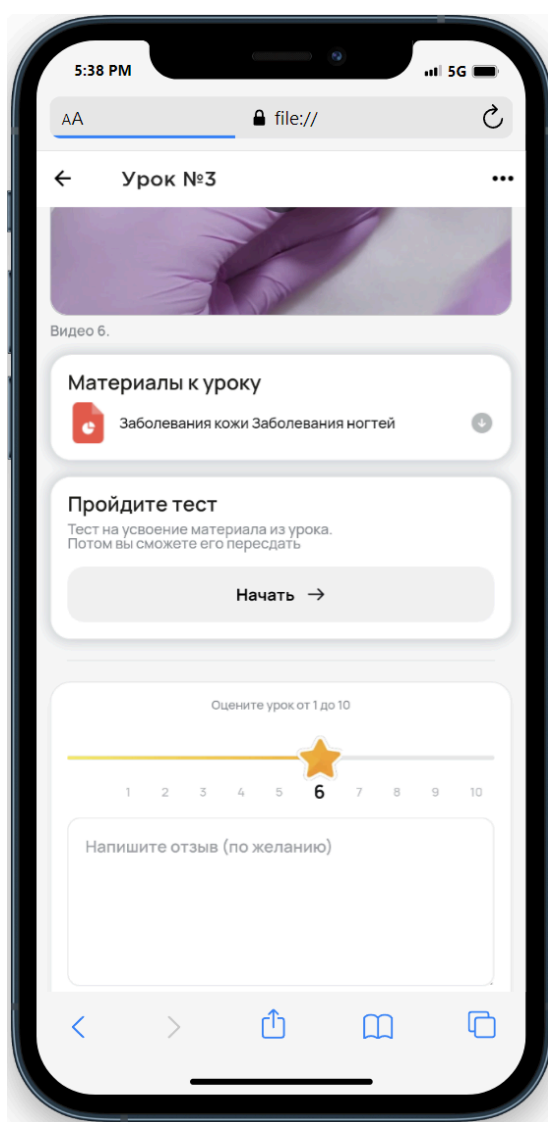 5:38 PM
5G
AA
file://
Урок №3
Видео 6.
Материалы к уроку
Заболевания кожи Заболевания ногтей
Пройдите тест
Тест на усвоение материала из урока.
Потом вы сможете его пересдать
Начать →
Оцените урок от 1 до 10
1 2 3 4 5 6 7 8 9 10
Напишите отзыв (по желанию)